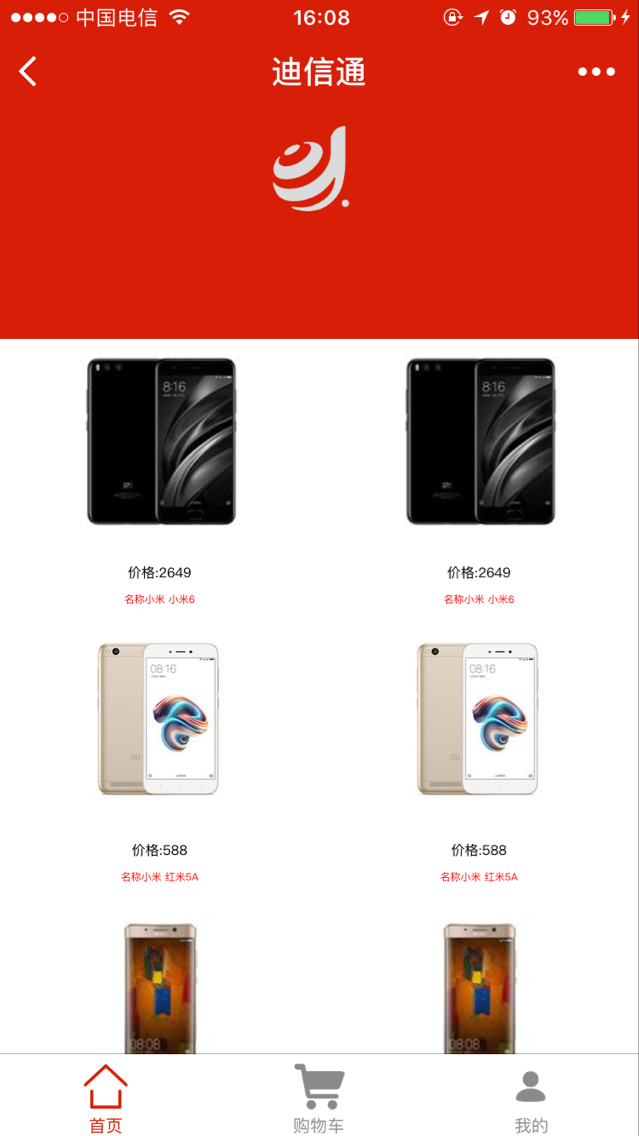 中国电信 16:08 93%
迪信通
8:16 8:16
价格:2649 价格:2649
名称小米 小米6 名称小米 小米6
08:16 08:16
价格:588 价格:588
名称小米 红米5A 名称小米 红米5A
08:08 08:08
首页 购物车 我的